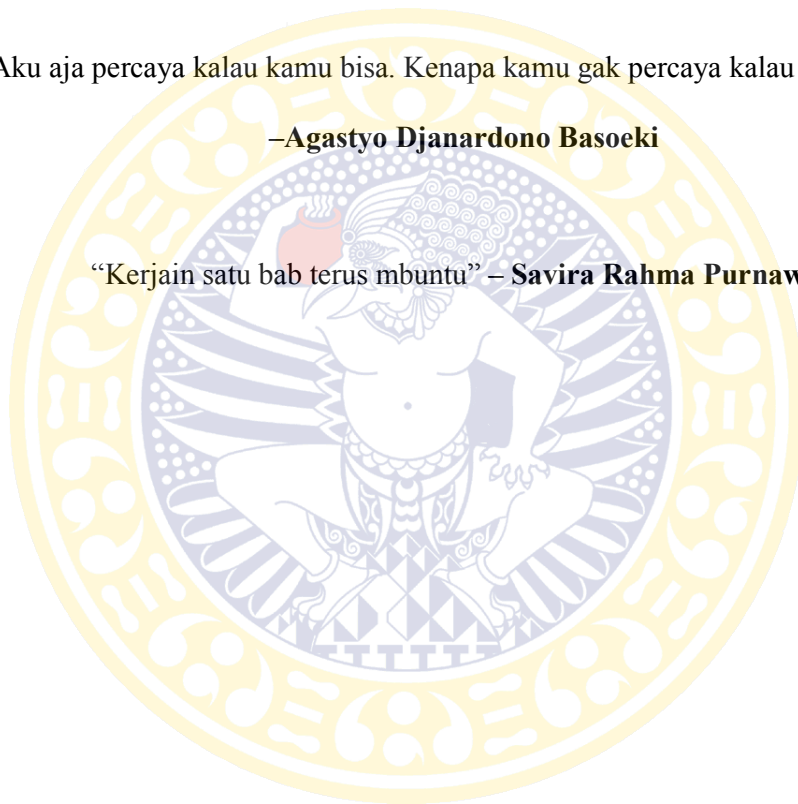 Aku aja percaya kalau kamu bisa. Kenapa kamu gak percaya kalau
–Agastyo Djanardono Basoeki
“Kerjain satu bab terus mbuntu” – Savira Rahma